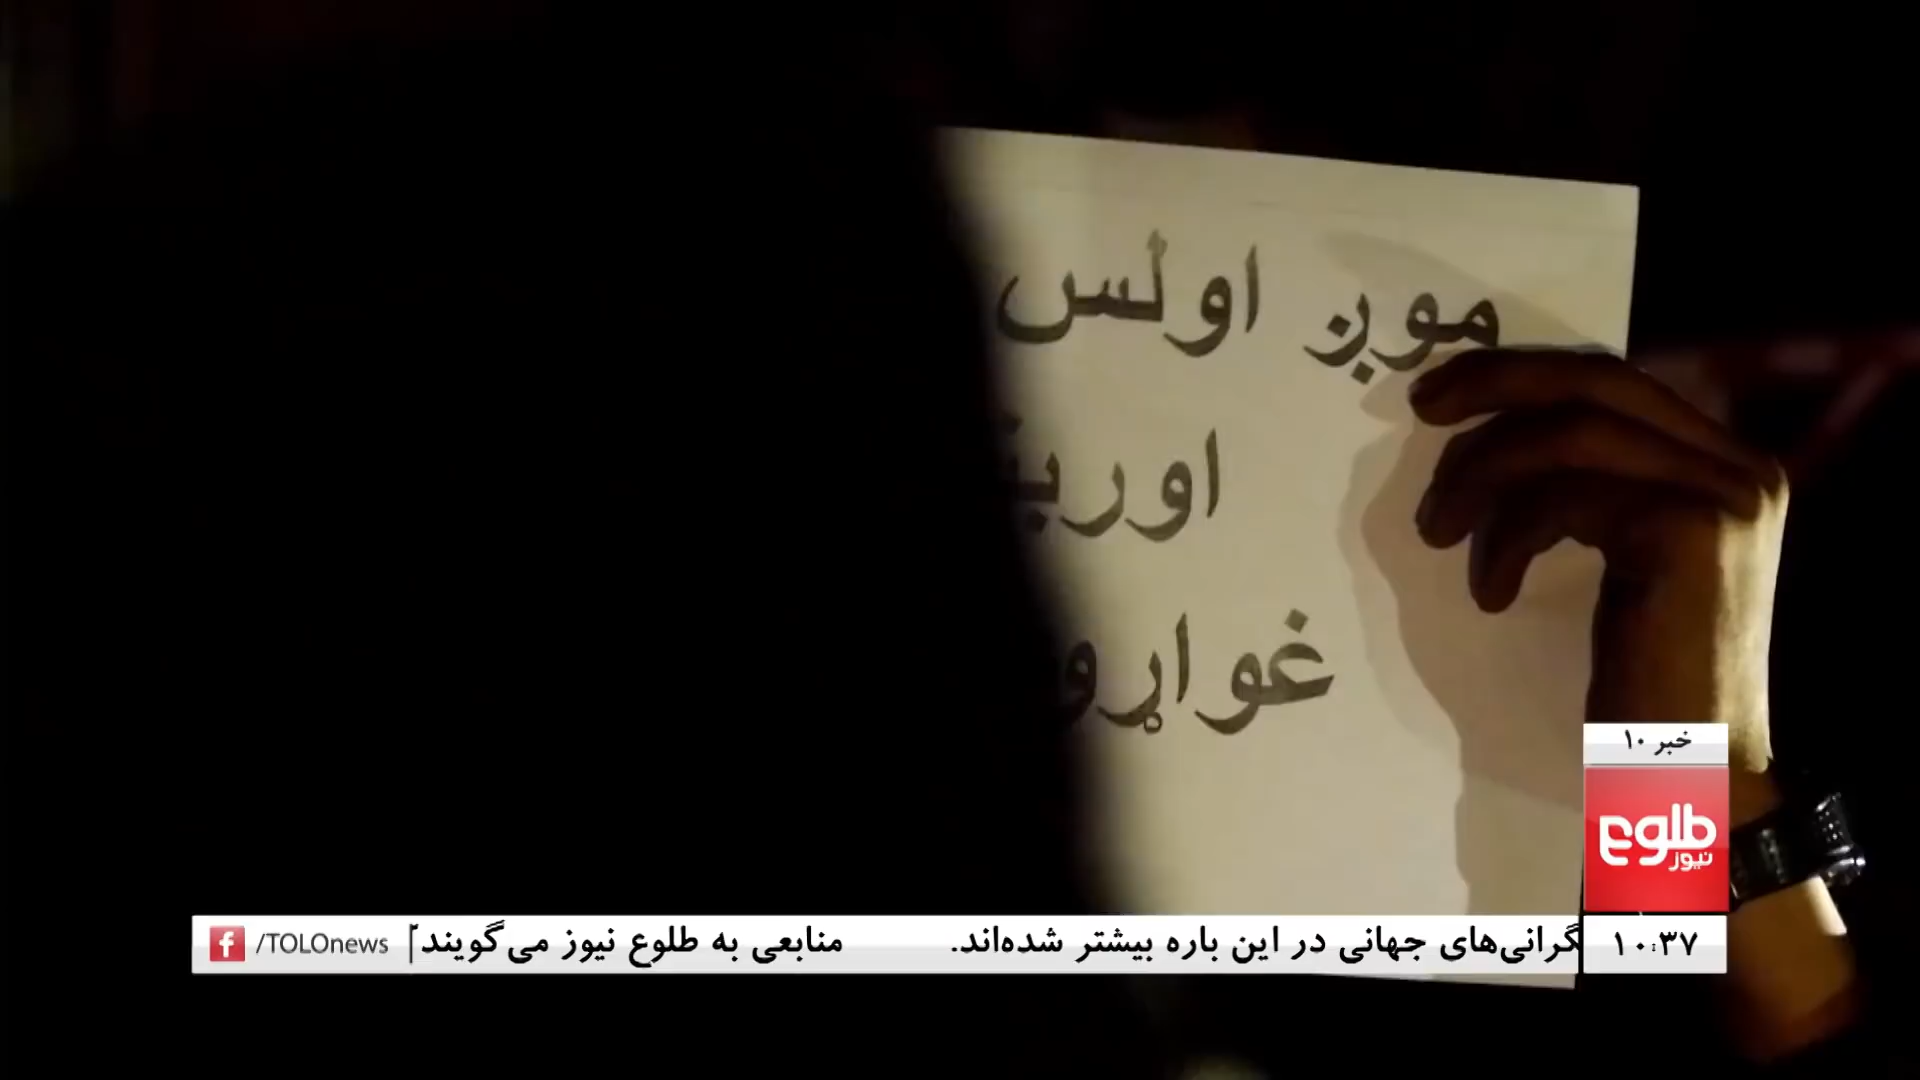 موږ اولس
غواړو
خبر ۱۰
طلوع
نیوز
۱۰:۳۷
های جهانی در این باره بیشتر شده‌اند. منابعی به طلوع نیوز می‌گویند
/TOLOnews